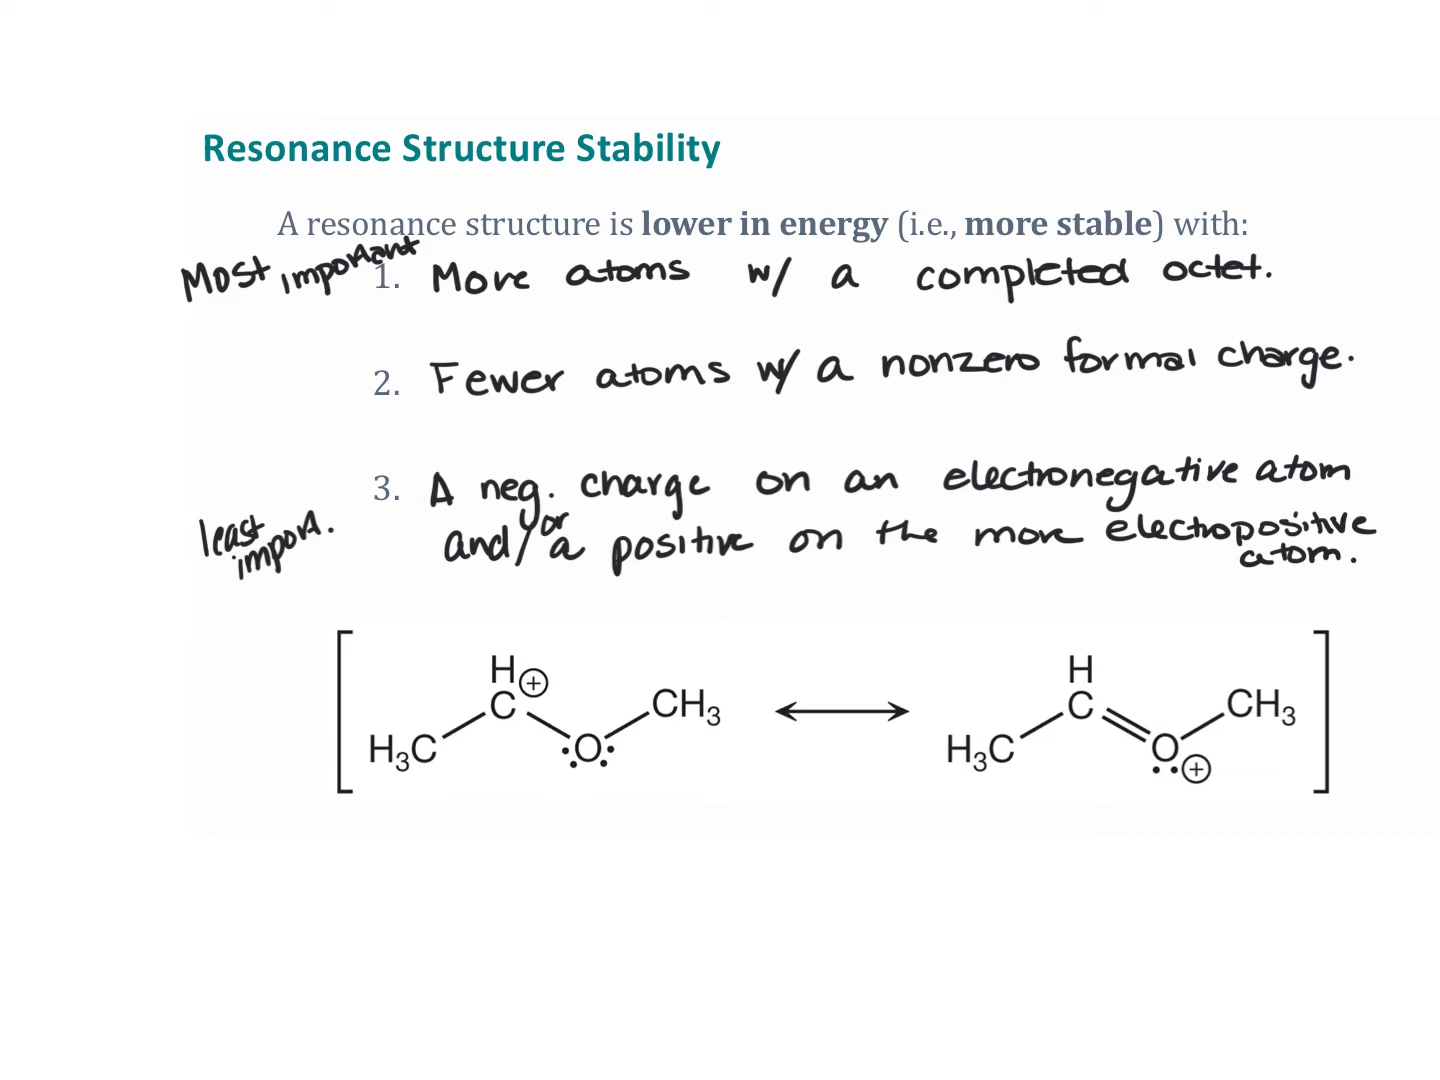 Resonance Structure Stability
A resonance structure is lower in energy (i.e., more stable) with:
Most important
1. More atoms w/ a completed octet.
2. Fewer atoms w/ a nonzero formal charge.
3. A neg. charge on an electronegative atom
and/or a positive on the more electropositive
atom.
least
import.
H
C
H3C
:O:
CH3
H
C
H3C
O
CH3